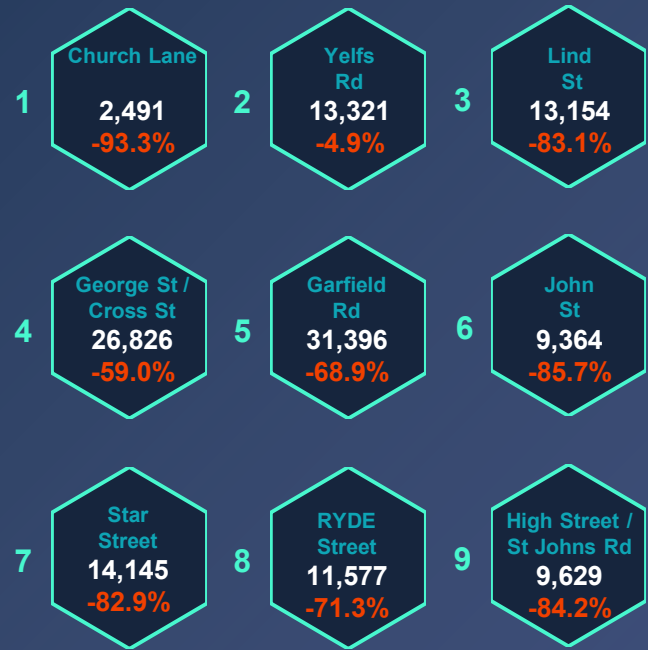 1
Church Lane
2,491
-93.3%
2
Yelfs
Rd
13,321
-4.9%
3
Lind
St
13,154
-83.1%
4
George St /
Cross St
26,826
-59.0%
5
Garfield
Rd
31,396
-68.9%
6
John
St
9,364
-85.7%
7
Star
Street
14,145
-82.9%
8
RYDE
Street
11,577
-71.3%
9
High Street /
St Johns Rd
9,629
-84.2%